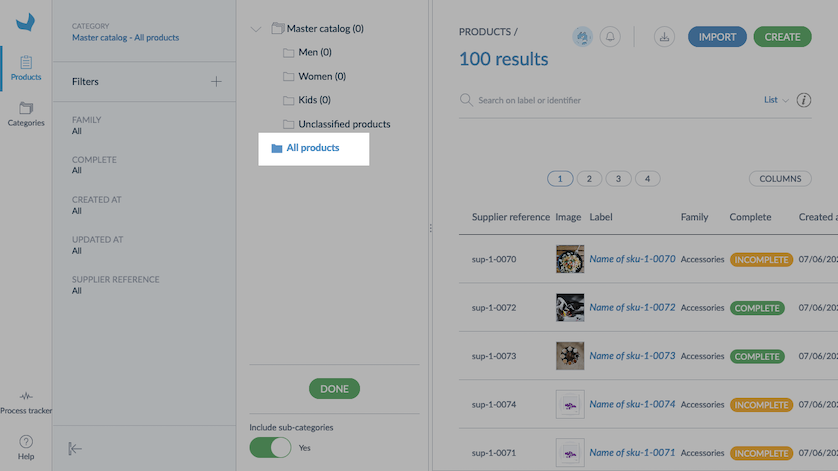 CATEGORY
Master catalog - All products
Products
Categories
Filters
FAMILY
All
COMPLETE
All
CREATED AT
All
UPDATED AT
All
SUPPLIER REFERENCE
All
Process tracker
Help
Master catalog (0)
Men (0)
Women (0)
Kids (0)
Unclassified products
All products
DONE
Include sub-categories
Yes
PRODUCTS /
IMPORT
CREATE
100 results
Search on label or identifier
List
i
1 2 3 4
COLUMNS
Supplier reference Image Label Family Complete Created a
sup-1-0070 Name of sku-1-0070 Accessories INCOMPLETE 07/06/202
sup-1-0072 Name of sku-1-0072 Accessories COMPLETE 07/06/202
sup-1-0073 Name of sku-1-0073 Accessories COMPLETE 07/06/202
sup-1-0074 Name of sku-1-0074 Accessories INCOMPLETE 07/06/202
sup-1-0071 Name of sku-1-0071 Accessories INCOMPLETE 07/06/202